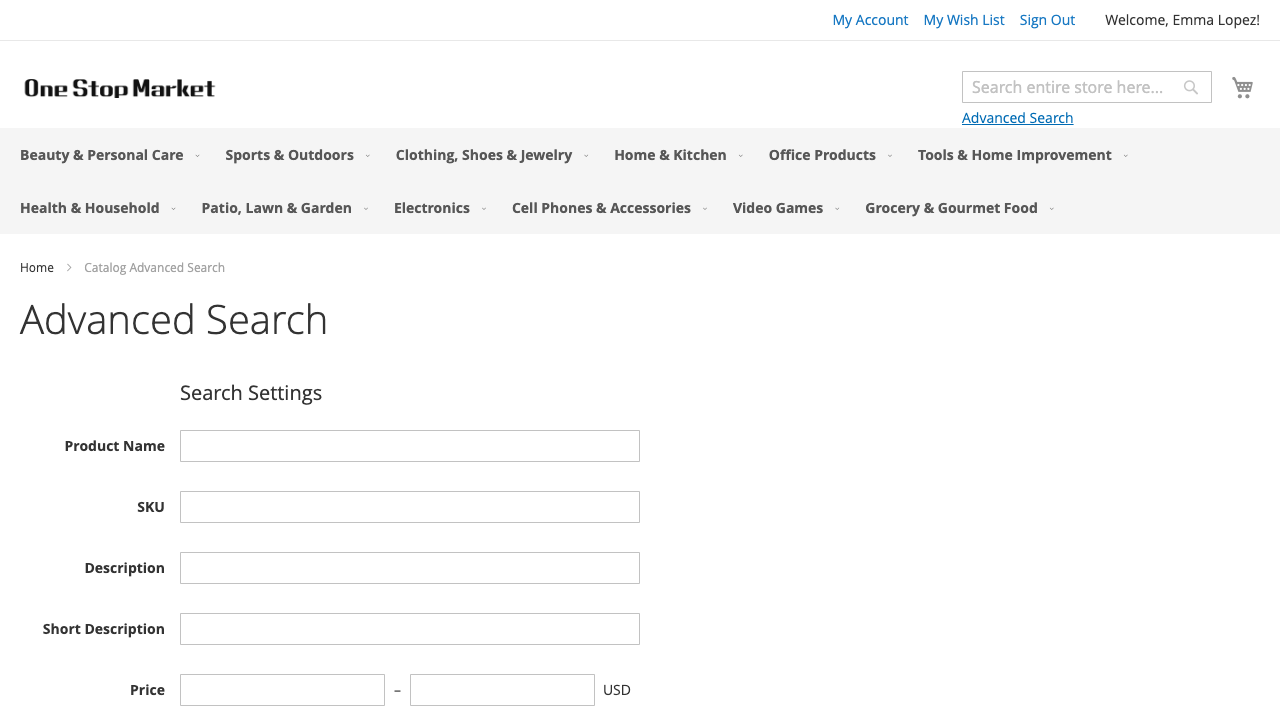 My Account My Wish List Sign Out Welcome, Emma Lopez!
One Stop Market
Search entire store here...
Advanced Search
Beauty & Personal Care Sports & Outdoors Clothing, Shoes & Jewelry Home & Kitchen Office Products Tools & Home Improvement
Health & Household Patio, Lawn & Garden Electronics Cell Phones & Accessories Video Games Grocery & Gourmet Food
Home Catalog Advanced Search
Advanced Search
Search Settings
Product Name
SKU
Description
Short Description
Price – USD